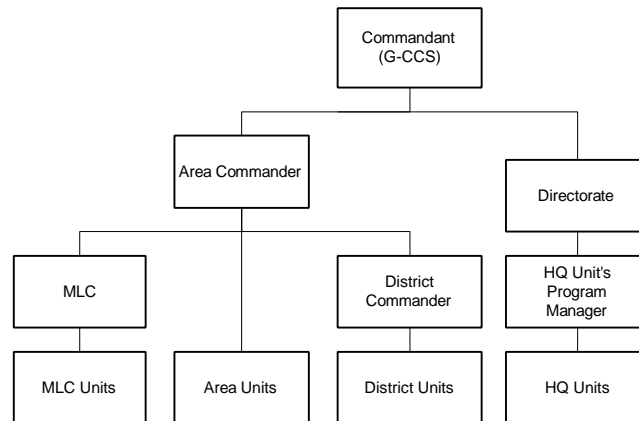 Commandant
(G-CCS)
Area Commander
Directorate
MLC
District
Commander
HQ Unit's
Program
Manager
MLC Units
Area Units
District Units
HQ Units